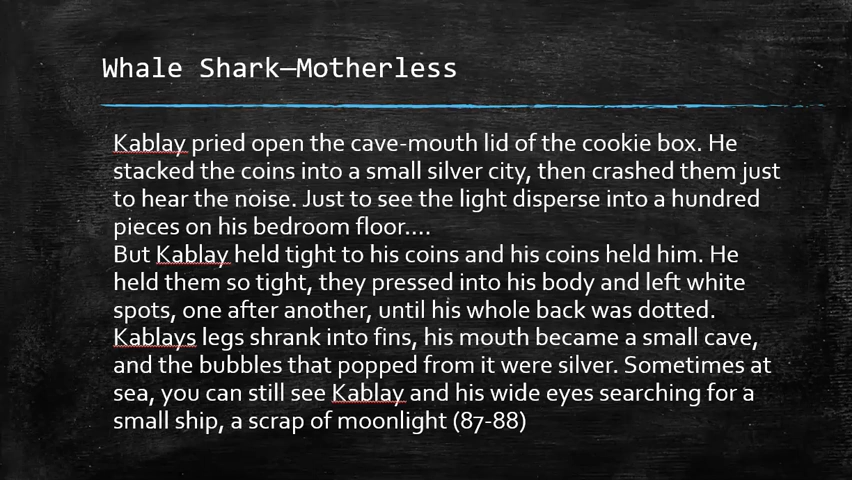 Whale Shark—Motherless
Kablay pried open the cave-mouth lid of the cookie box. He
stacked the coins into a small silver city, then crashed them just
to hear the noise. Just to see the light disperse into a hundred
pieces on his bedroom floor....
But Kablay held tight to his coins and his coins held him. He
held them so tight, they pressed into his body and left white
spots, one after another, until his whole back was dotted.
Kablays legs shrank into fins, his mouth became a small cave,
and the bubbles that popped from it were silver. Sometimes at
sea, you can still see Kablay and his wide eyes searching for a
small ship, a scrap of moonlight (87-88)